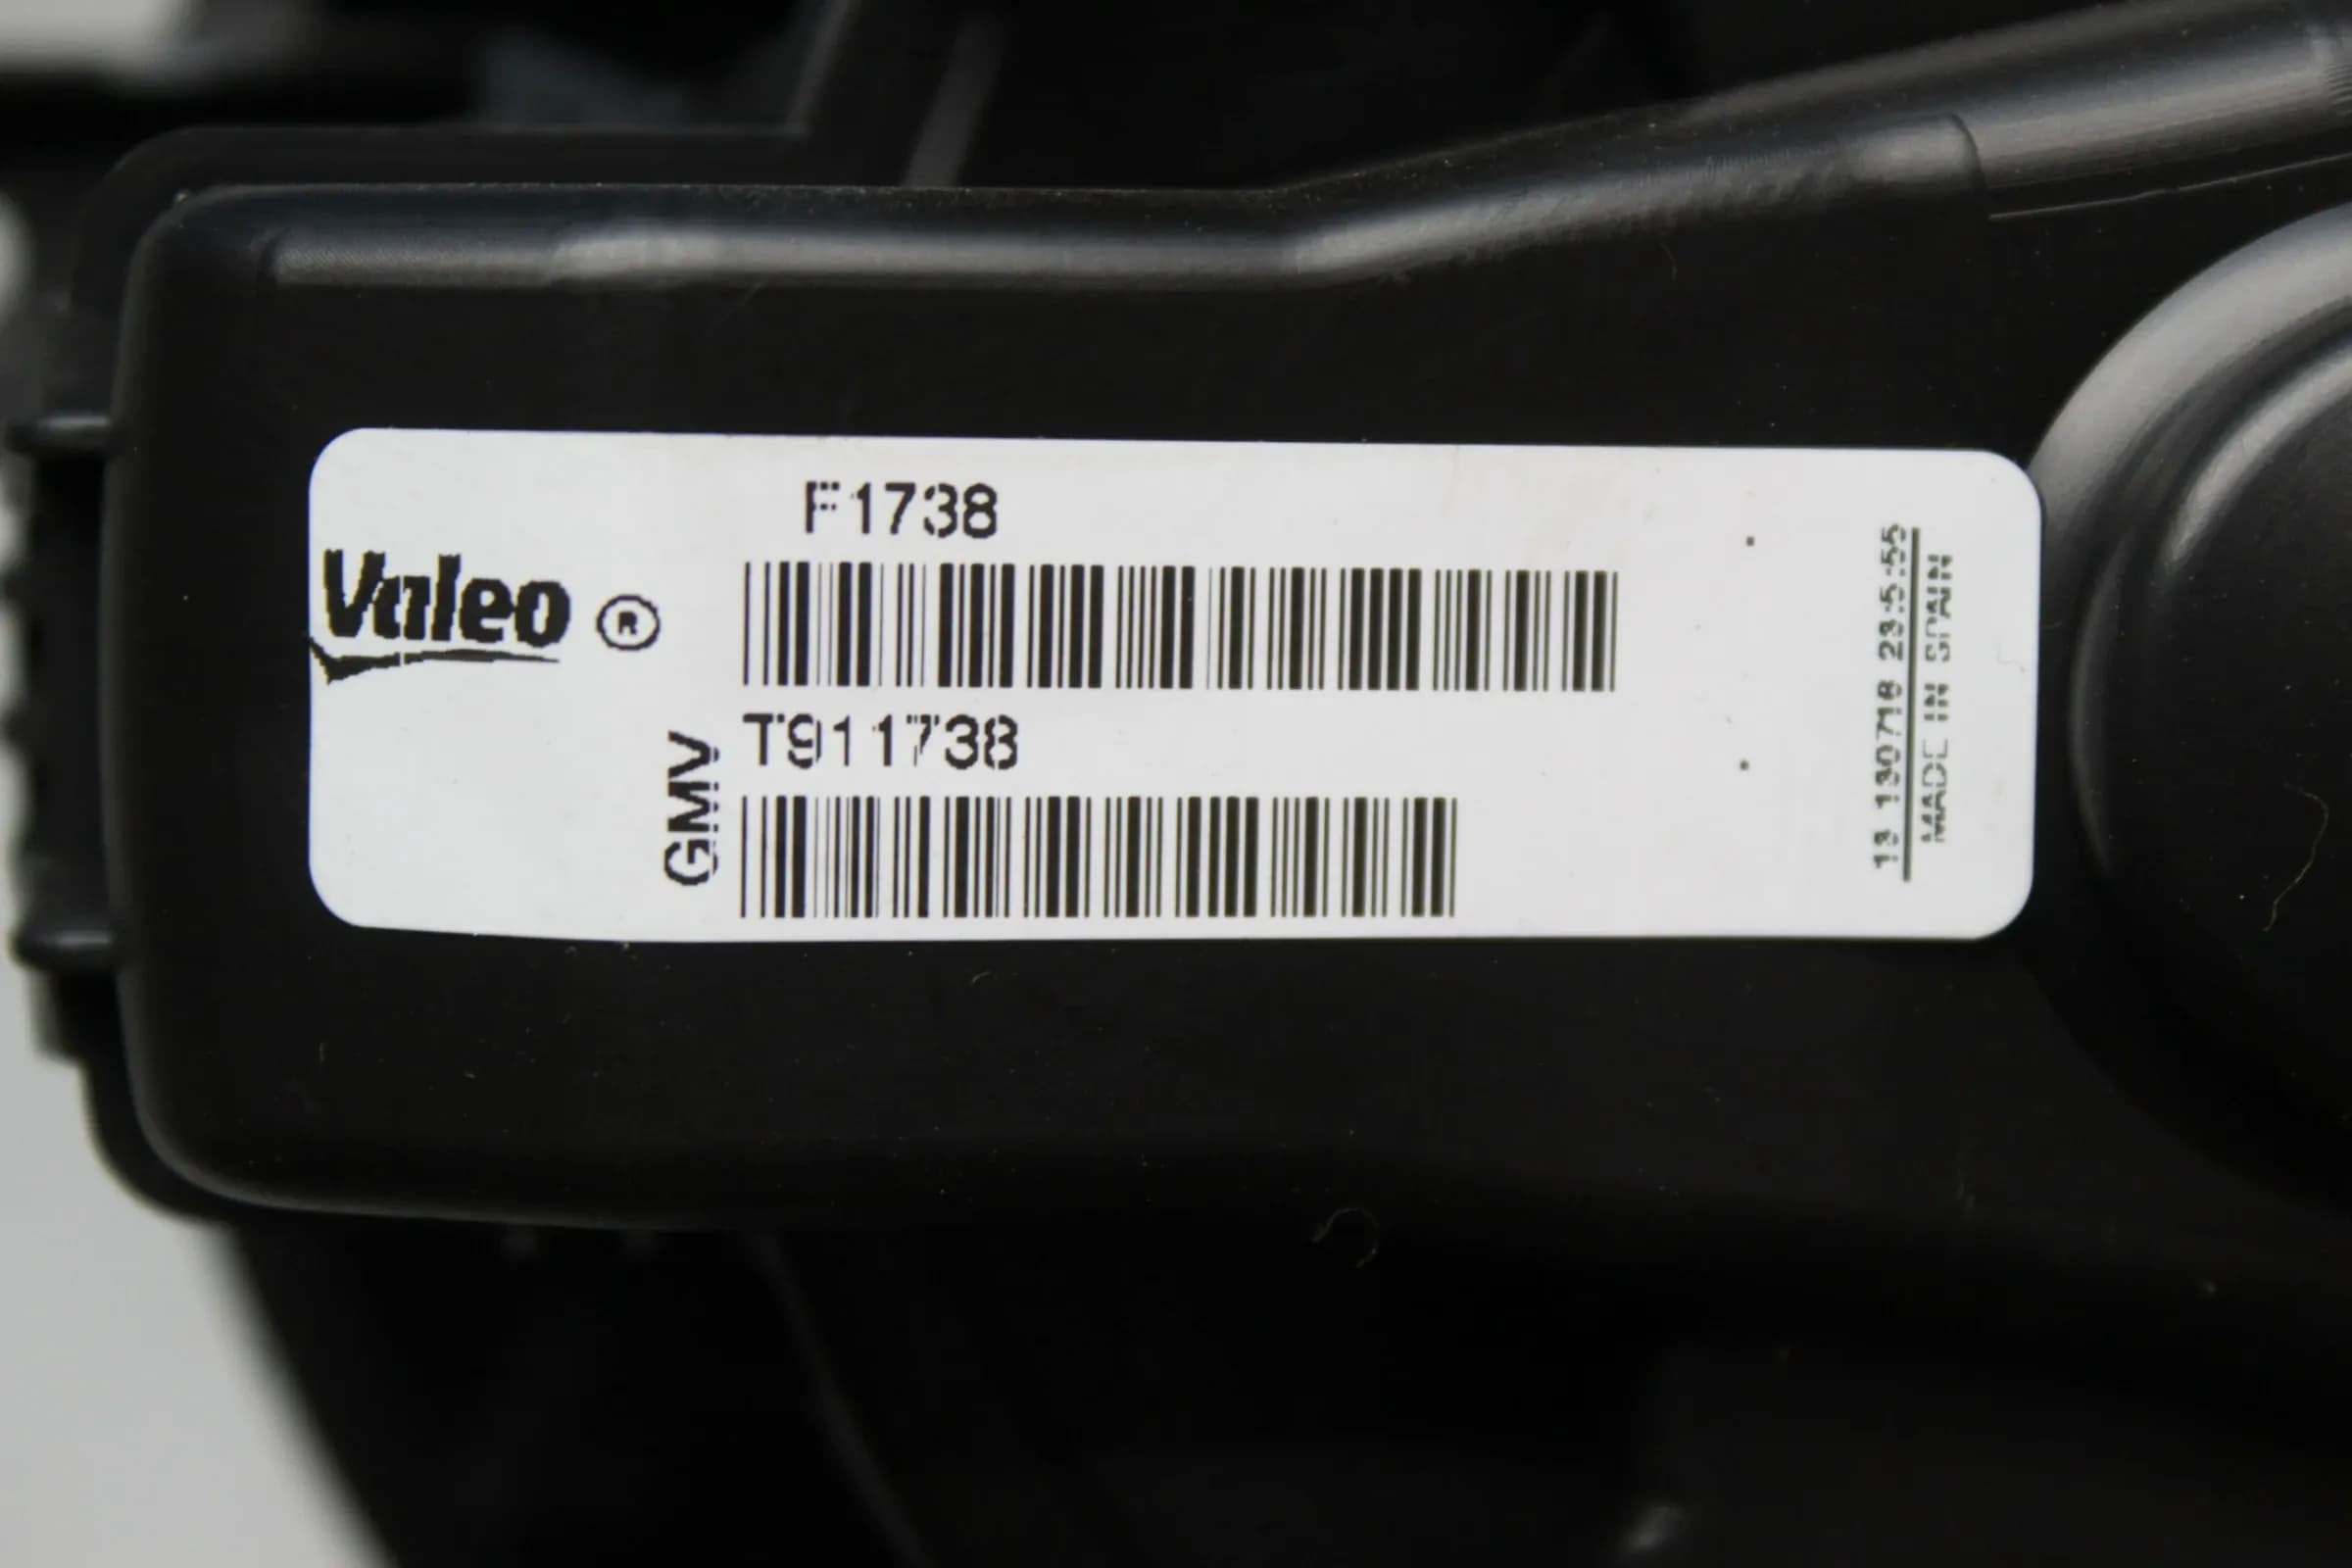 F1738
Valeo ®
GMV
T911738
MADE IN SPAIN